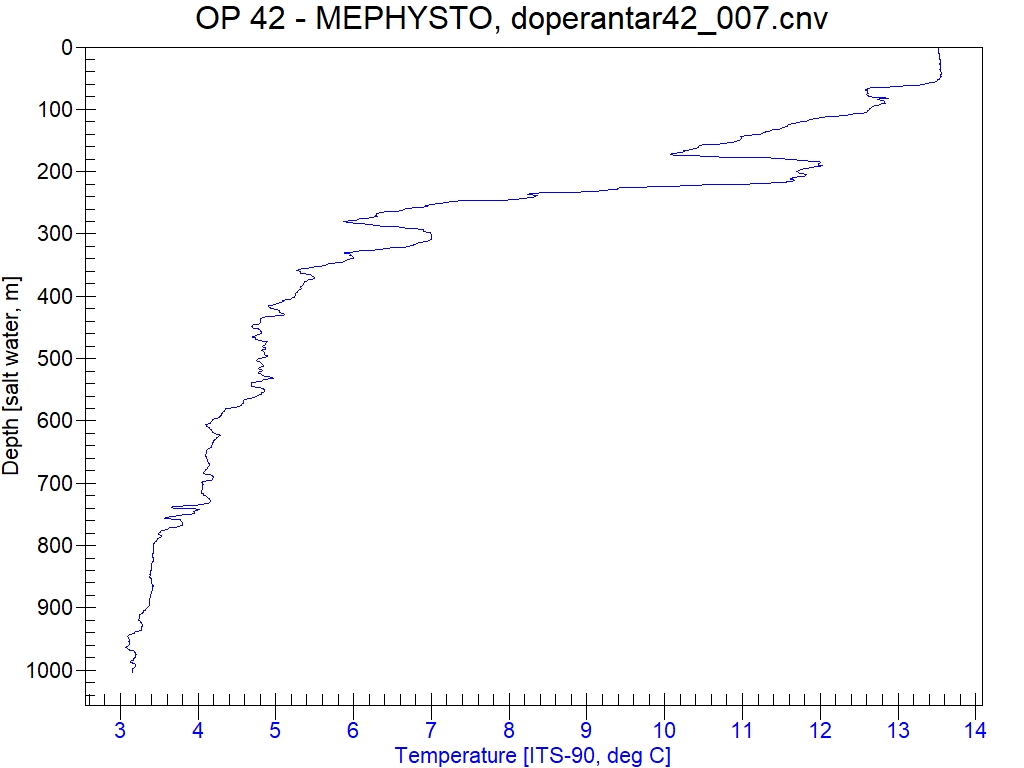 OP 42 - MEPHYSTO, doperantar42_007.cnv
0
100
200
300
400
500
600
700
800
900
1000
Depth [salt water, m]
3 4 5 6 7 8 9 10 11 12 13 14
Temperature [ITS-90, deg C]